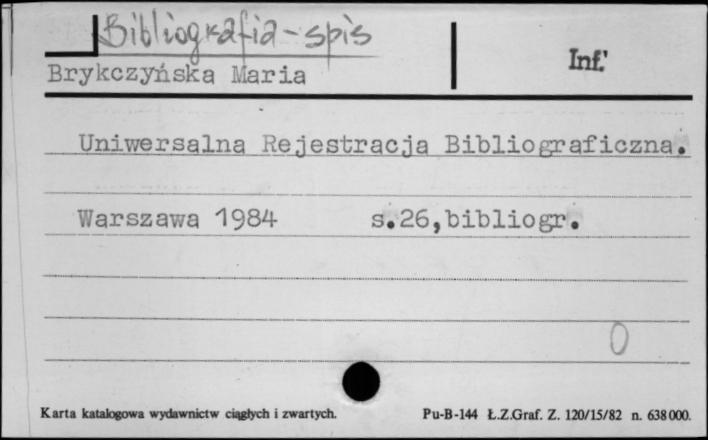 Bibliografia - spis
Inf.
Brykczyńska Maria
Uniwersalna Rejestracja Bibliograficzna.
Warszawa 1984 s.26,bibliogr.
0
Karta katalogowa wydawnictw ciągłych i zwartych. Pu-B-144 Ł.Z.Graf. Z. 120/15/82 n. 638000.